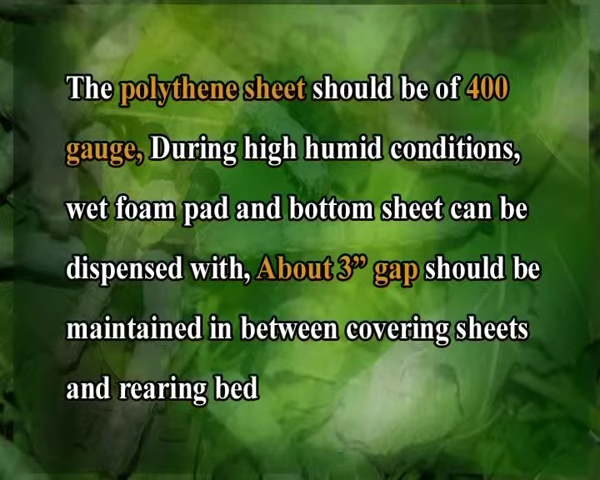 The polythene sheet should be of 400
gauge, During high humid conditions,
wet foam pad and bottom sheet can be
dispensed with, About 3” gap should be
maintained in between covering sheets
and rearing bed